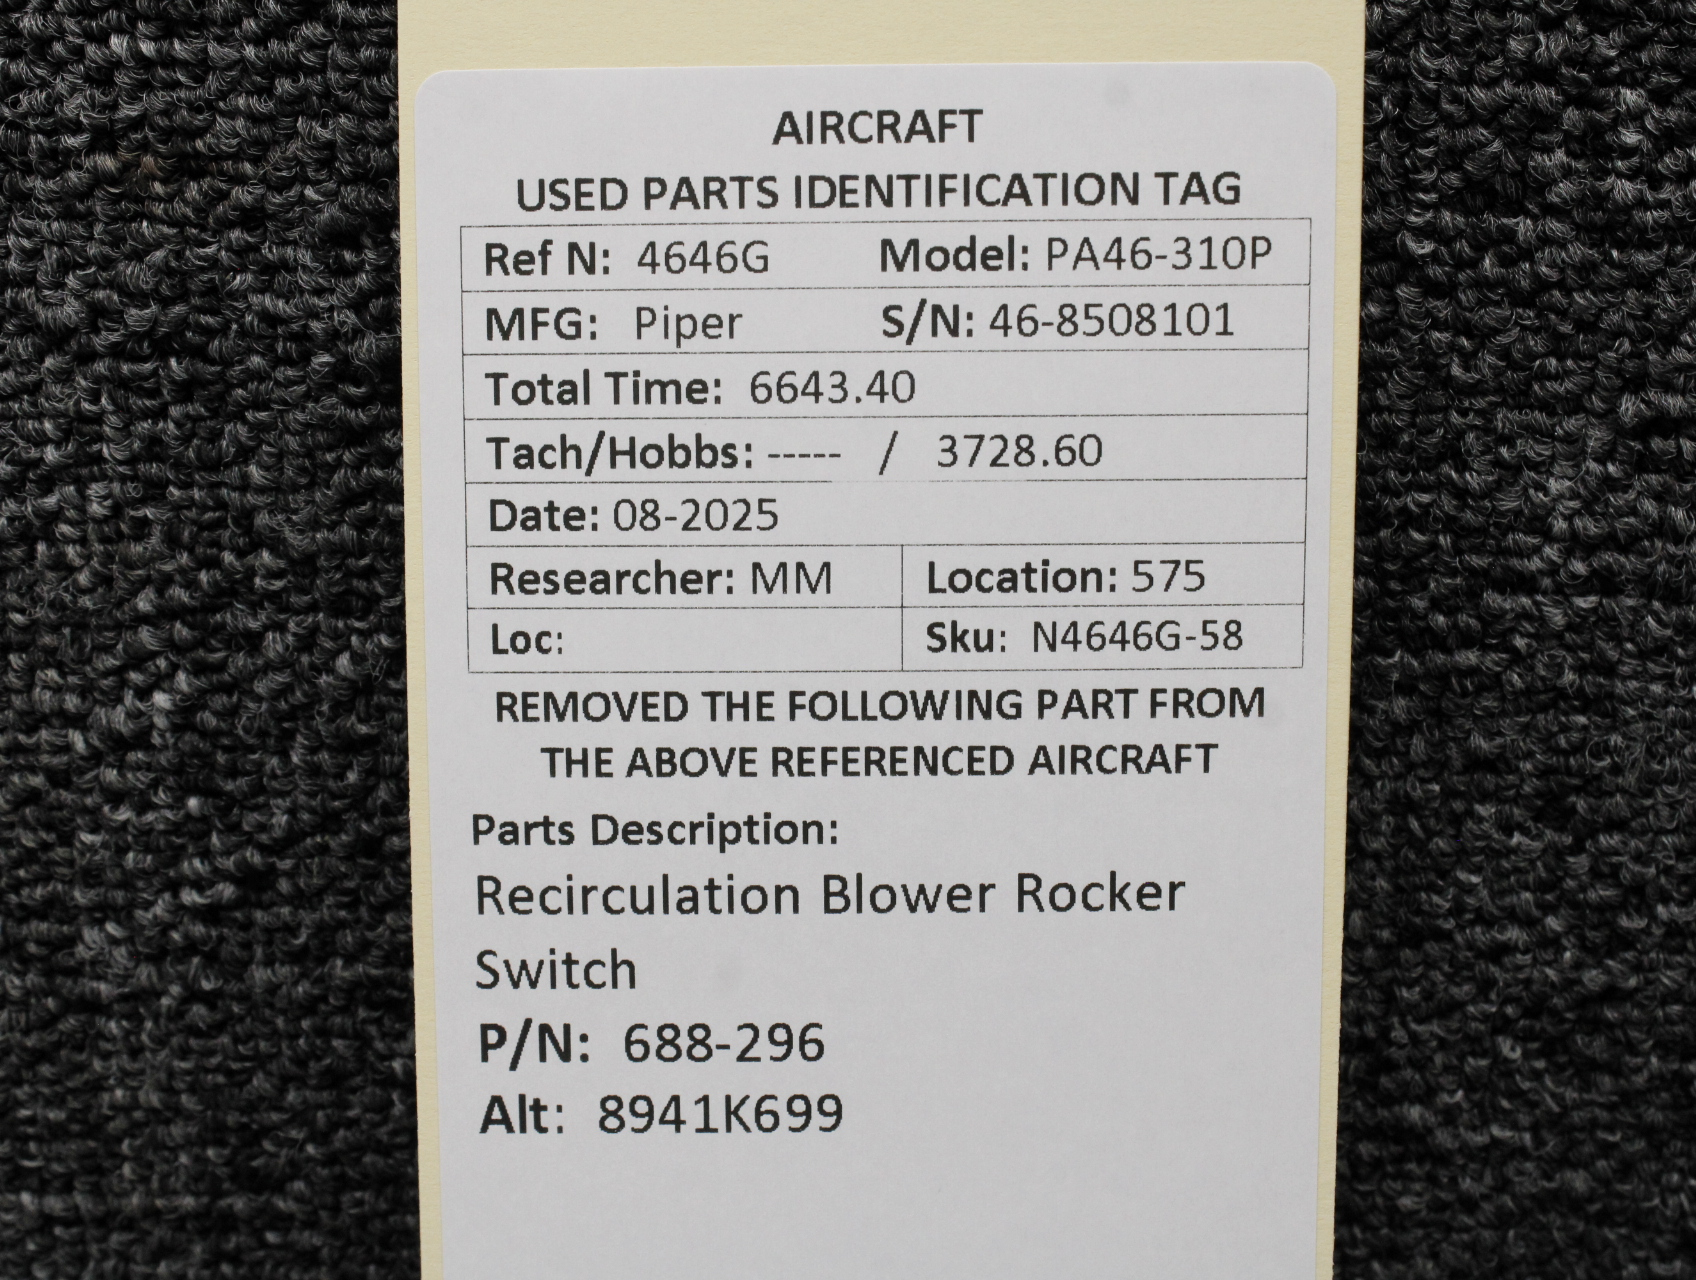 AIRCRAFT
USED PARTS IDENTIFICATION TAG
Ref N: 4646G Model: PA46-310P
MFG: Piper S/N: 46-8508101
Total Time: 6643.40
Tach/Hobbs: ----- / 3728.60
Date: 08-2025
Researcher: MM Location: 575
Loc: Sku: N4646G-58
REMOVED THE FOLLOWING PART FROM
THE ABOVE REFERENCED AIRCRAFT
Parts Description:
Recirculation Blower Rocker
Switch
P/N: 688-296
Alt: 8941K699